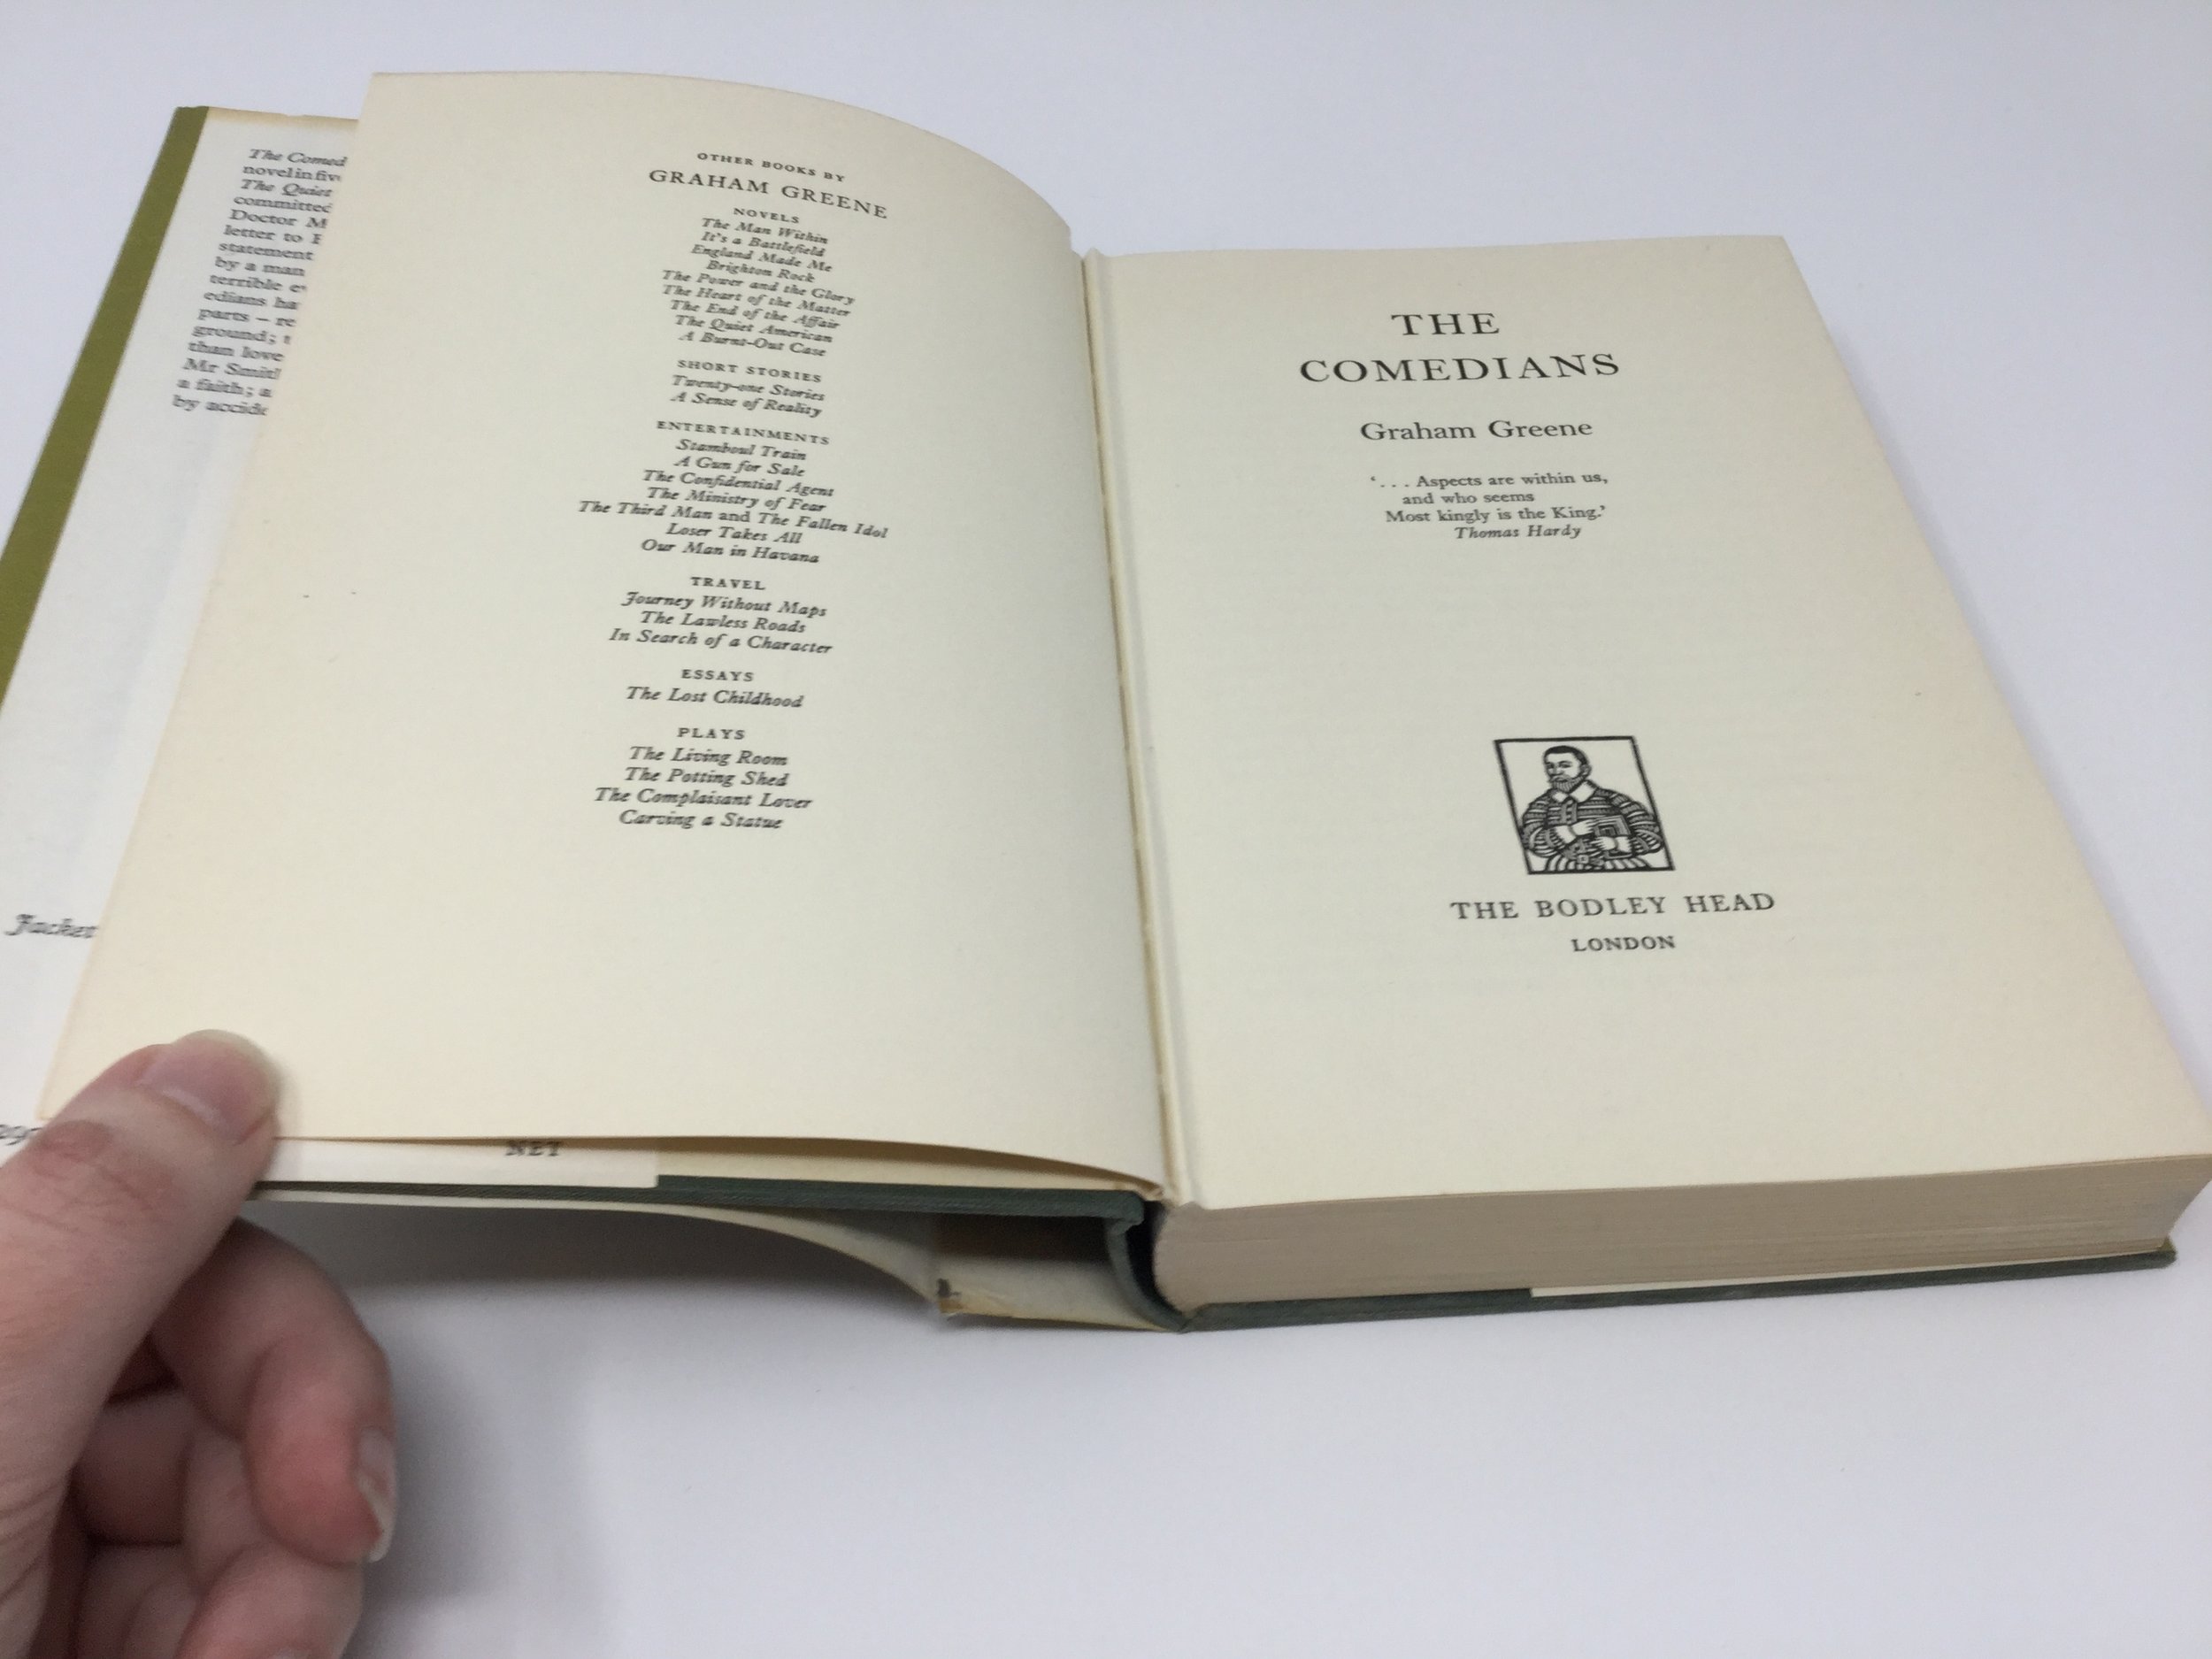 The Comed
novel in fiv
The Quiet
committed
Doctor M
letter to
statement
by a man
terrible e
edians ha
parts – re
ground; t
than love
Mr Smit
a faith; a
by accide
Jacket
NET
OTHER BOOKS BY
GRAHAM GREENE
NOVELS
The Man Within
It's a Battlefield
England Made Me
Brighton Rock
The Power and the Glory
The Heart of the Matter
The End of the Affair
The Quiet American
A Burnt-Out Case
SHORT STORIES
Twenty-one Stories
A Sense of Reality
ENTERTAINMENTS
Stamboul Train
A Gun for Sale
The Confidential Agent
The Ministry of Fear
The Third Man and The Fallen Idol
Loser Takes All
Our Man in Havana
TRAVEL
Journey Without Maps
The Lawless Roads
In Search of a Character
ESSAYS
The Lost Childhood
PLAYS
The Living Room
The Potting Shed
The Complaisant Lover
Carving a Statue
THE
COMEDIANS
Graham Greene
'. . . Aspects are within us,
and who seems
Most kingly is the King.'
Thomas Hardy
THE BODLEY HEAD
LONDON